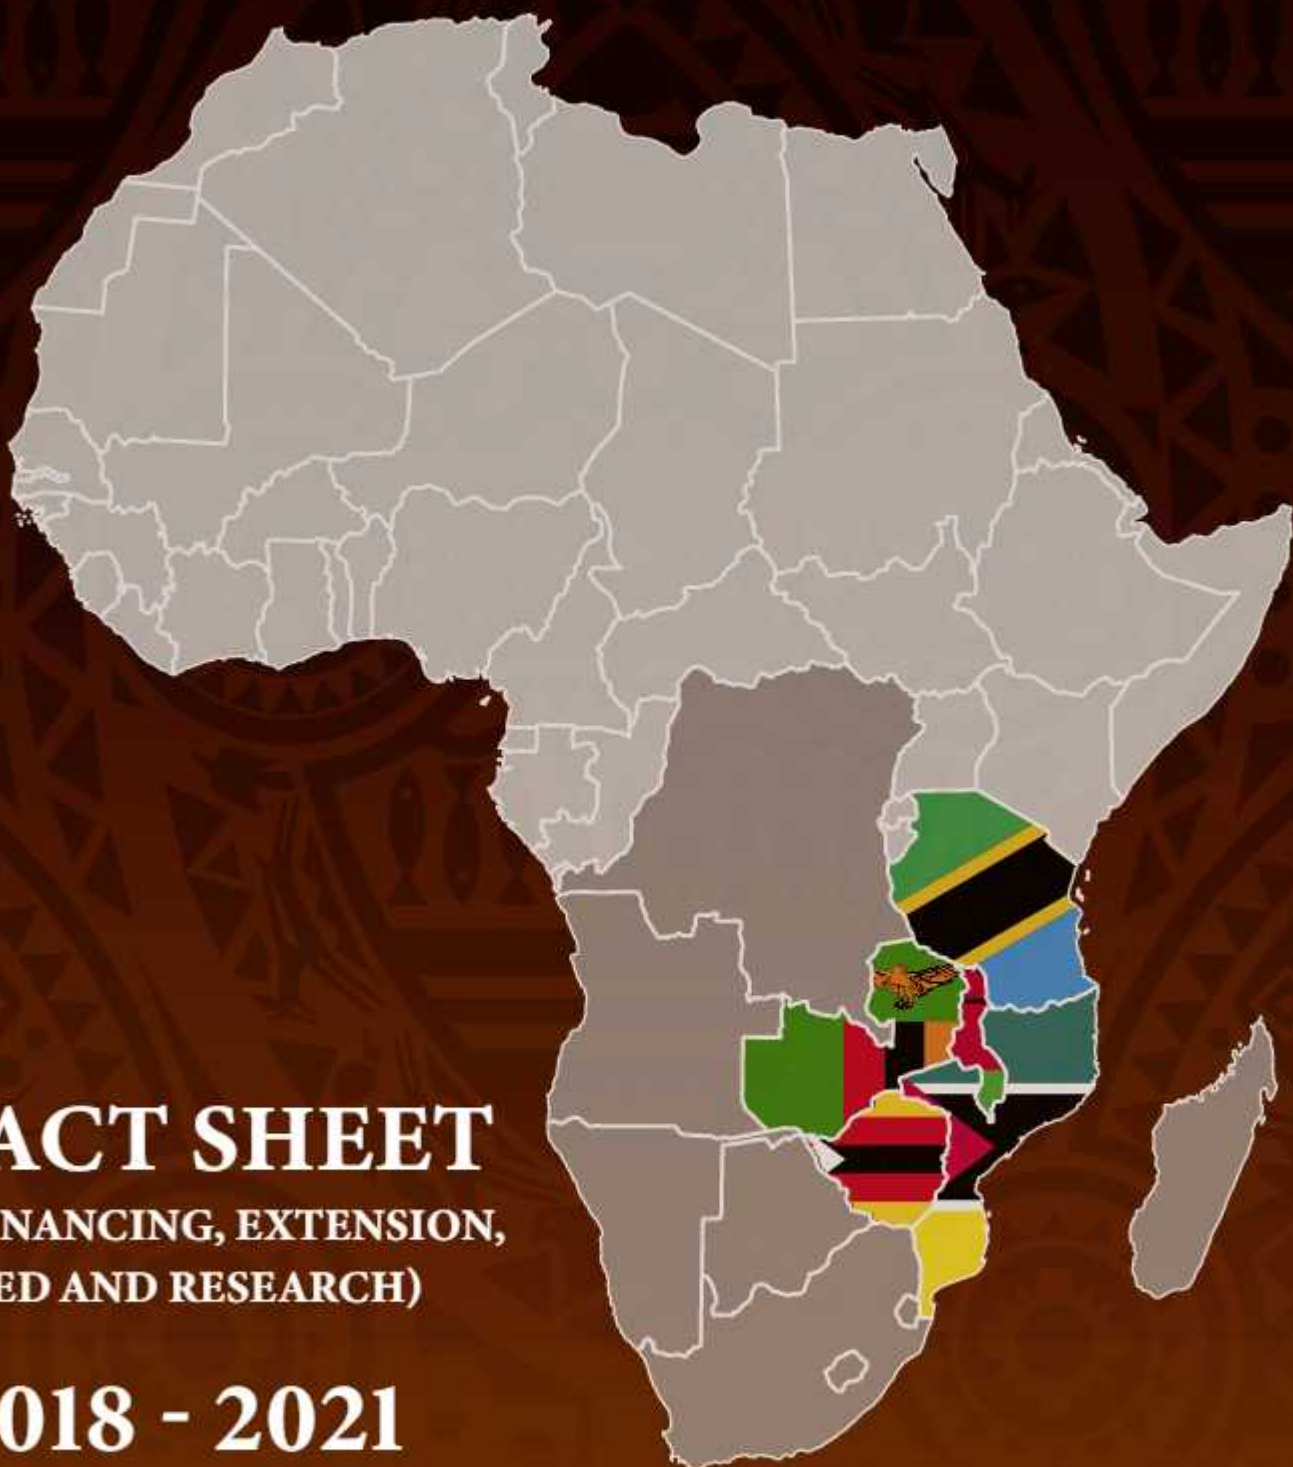 ACT SHEET
NANCING, EXTENSION,
ED AND RESEARCH)
018 - 2021